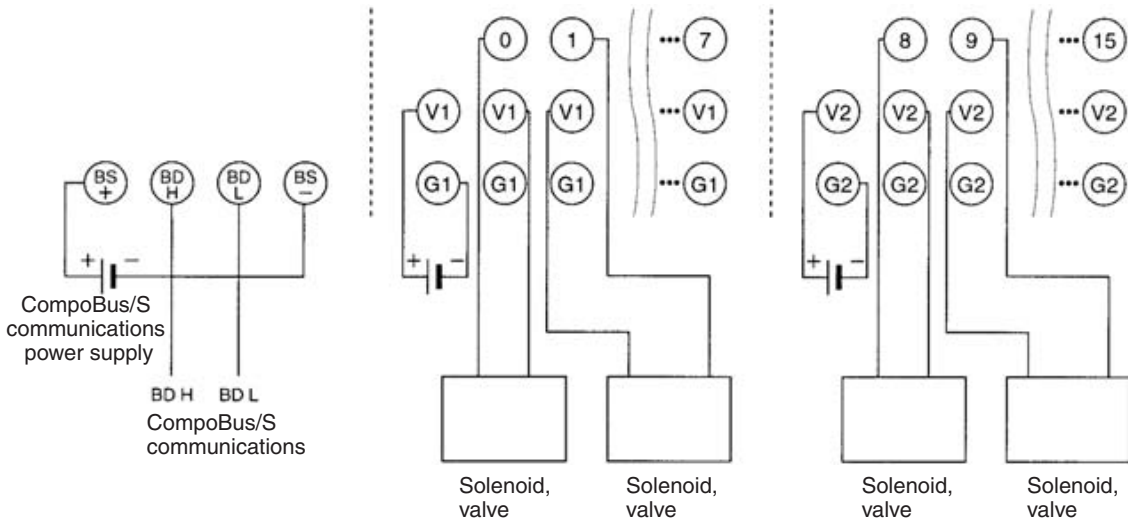 0 1 ••• 7
V1 V1 V1 ••• V1
G1 G1 G1 ••• G1
8 9 ••• 15
V2 V2 V2 ••• V2
G2 G2 G2 ••• G2
BS + BD H BD L BS −
+ −
+ −
+ −
CompoBus/S
communications
power supply
BD H BD L
CompoBus/S
communications
Solenoid,
valve
Solenoid,
valve
Solenoid,
valve
Solenoid,
valve